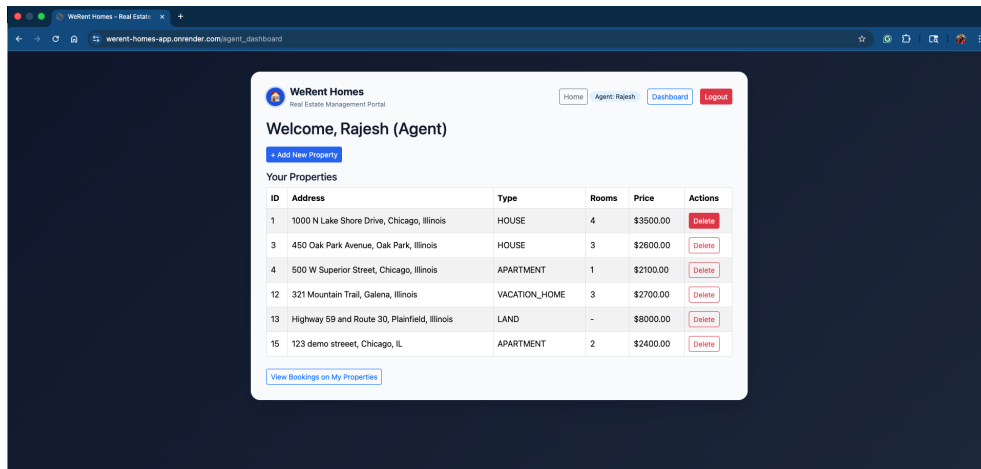 WeRent Homes - Real Estate
werent-homes-app.onrender.com/agent_dashboard
WeRent Homes
Real Estate Management Portal
Home Agent: Rajesh Dashboard Logout
Welcome, Rajesh (Agent)
+ Add New Property
Your Properties
ID Address Type Rooms Price Actions
1 1000 N Lake Shore Drive, Chicago, Illinois HOUSE 4 $3500.00 Delete
3 450 Oak Park Avenue, Oak Park, Illinois HOUSE 3 $2600.00 Delete
4 500 W Superior Street, Chicago, Illinois APARTMENT 1 $2100.00 Delete
12 321 Mountain Trail, Galena, Illinois VACATION_HOME 3 $2700.00 Delete
13 Highway 59 and Route 30, Plainfield, Illinois LAND - $8000.00 Delete
15 123 demo streeet, Chicago, IL APARTMENT 2 $2400.00 Delete
View Bookings on My Properties